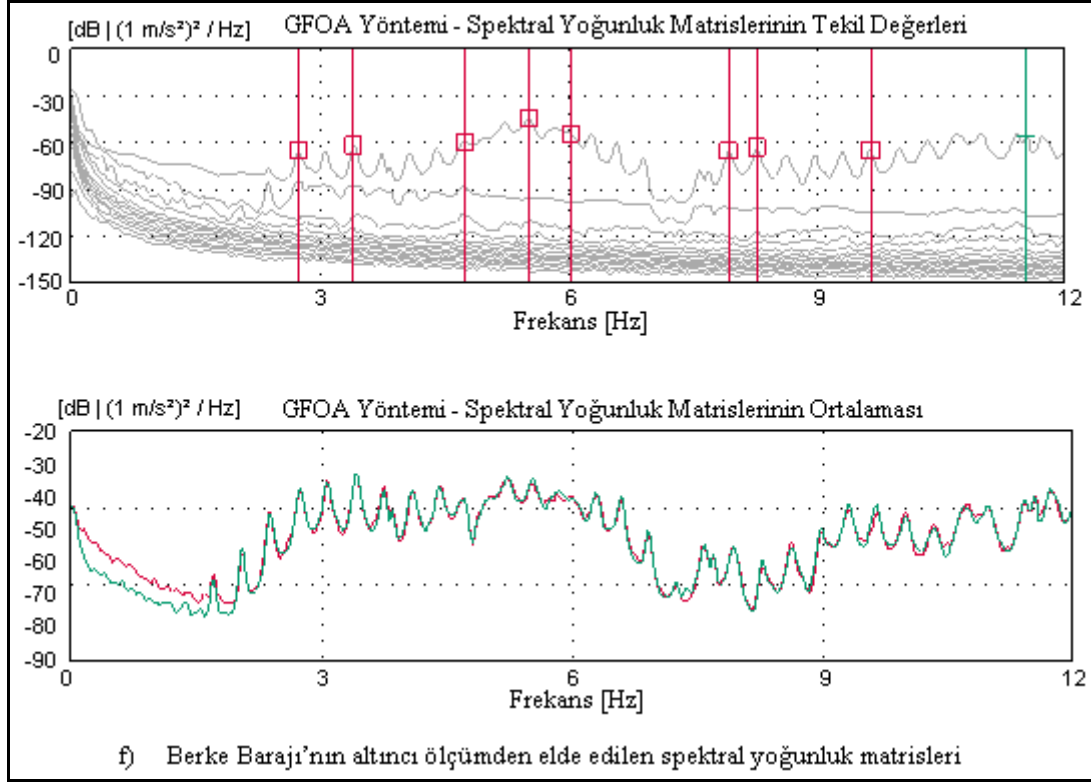 [dB | (1 m/s²)² / Hz] GFOA Yöntemi - Spektral Yoğunluk Matrislerinin Tekil Değerleri
0
-30
-60
-90
-120
-150
0 3 6 9 12
Frekans [Hz]
[dB | (1 m/s²)² / Hz] GFOA Yöntemi - Spektral Yoğunluk Matrislerinin Ortalaması
-20
-30
-40
-50
-60
-70
-80
-90
0 3 6 9 12
Frekans [Hz]
f) Berke Barajı’nın altıncı ölçümden elde edilen spektral yoğunluk matrisleri